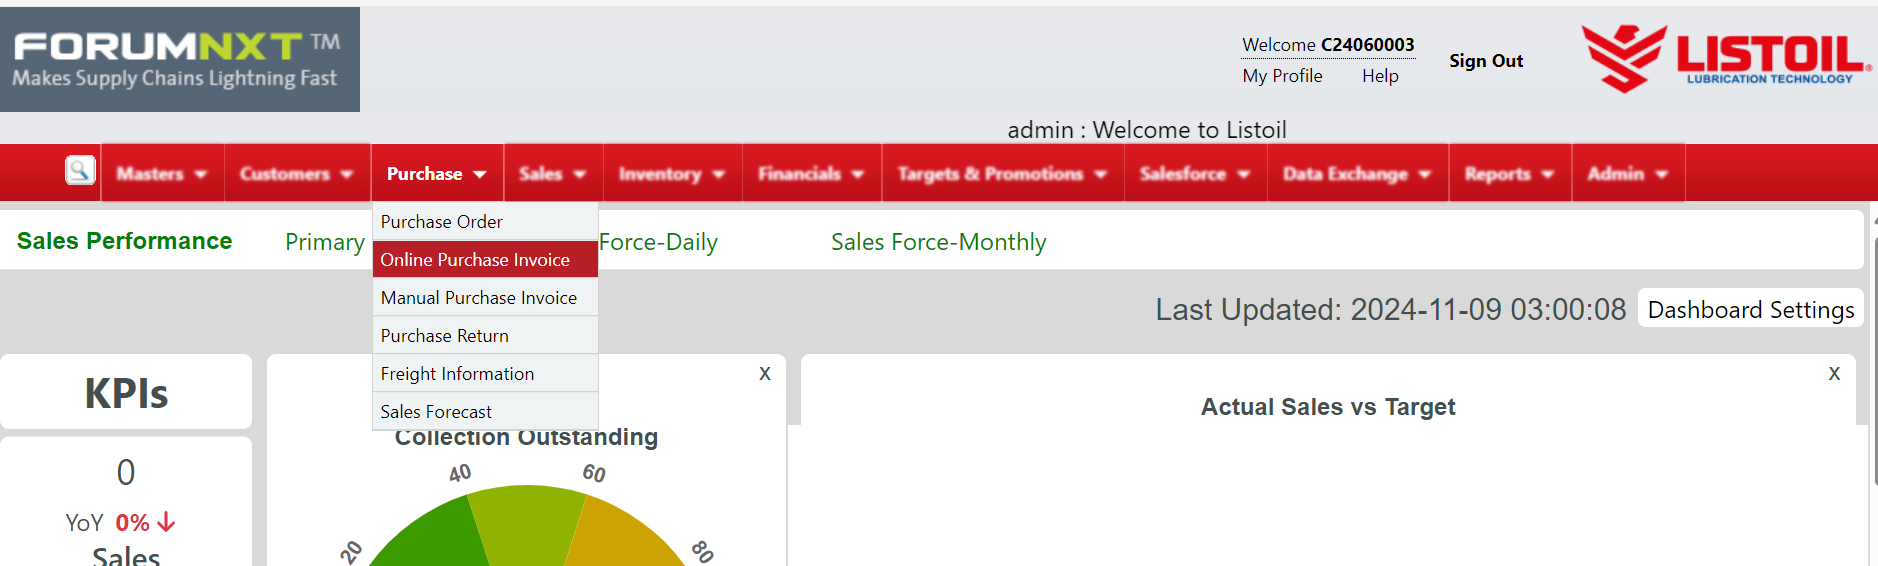 FORUMNXT TM
Makes Supply Chains Lightning Fast
Welcome C24060003
My Profile Help
Sign Out
LISTOIL®
LUBRICATION TECHNOLOGY
admin : Welcome to Listoil
Masters Customers Purchase Sales Inventory Financials Targets & Promotions Salesforce Data Exchange Reports Admin
Purchase Order
Online Purchase Invoice
Manual Purchase Invoice
Purchase Return
Freight Information
Sales Forecast
Sales Performance Primary Force-Daily Sales Force-Monthly
Last Updated: 2024-11-09 03:00:08 Dashboard Settings
KPIs
0
YoY 0%
Sales
x
Collection Outstanding
20 40 60 80
x
Actual Sales vs Target